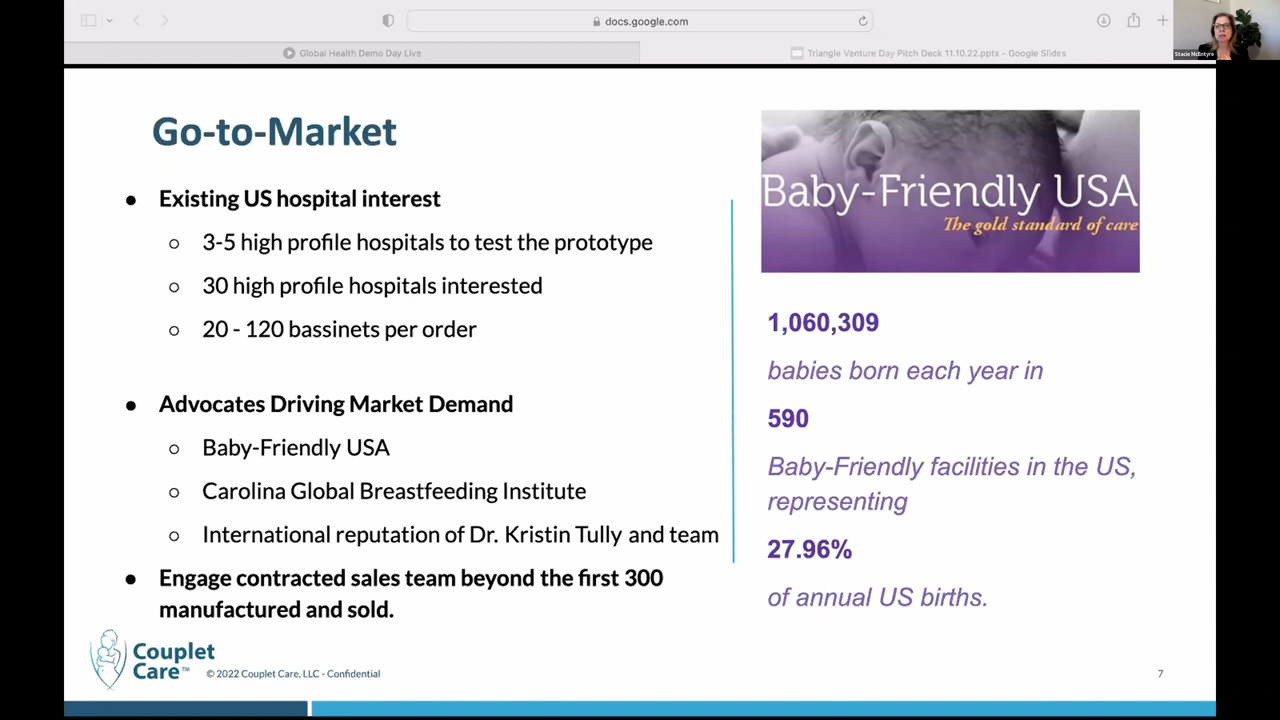 docs.google.com
Global Health Demo Day Live
Triangle Venture Day Pitch Deck 11.10.22.pptx - Google Slides
Stacie McEntyre
Go-to-Market
● Existing US hospital interest
○ 3-5 high profile hospitals to test the prototype
○ 30 high profile hospitals interested
○ 20 - 120 bassinets per order
● Advocates Driving Market Demand
○ Baby-Friendly USA
○ Carolina Global Breastfeeding Institute
○ International reputation of Dr. Kristin Tully and team
● Engage contracted sales team beyond the first 300
manufactured and sold.
Baby-Friendly USA
The gold standard of care
1,060,309
babies born each year in
590
Baby-Friendly facilities in the US,
representing
27.96%
of annual US births.
Couplet
Care™
© 2022 Couplet Care, LLC - Confidential
7